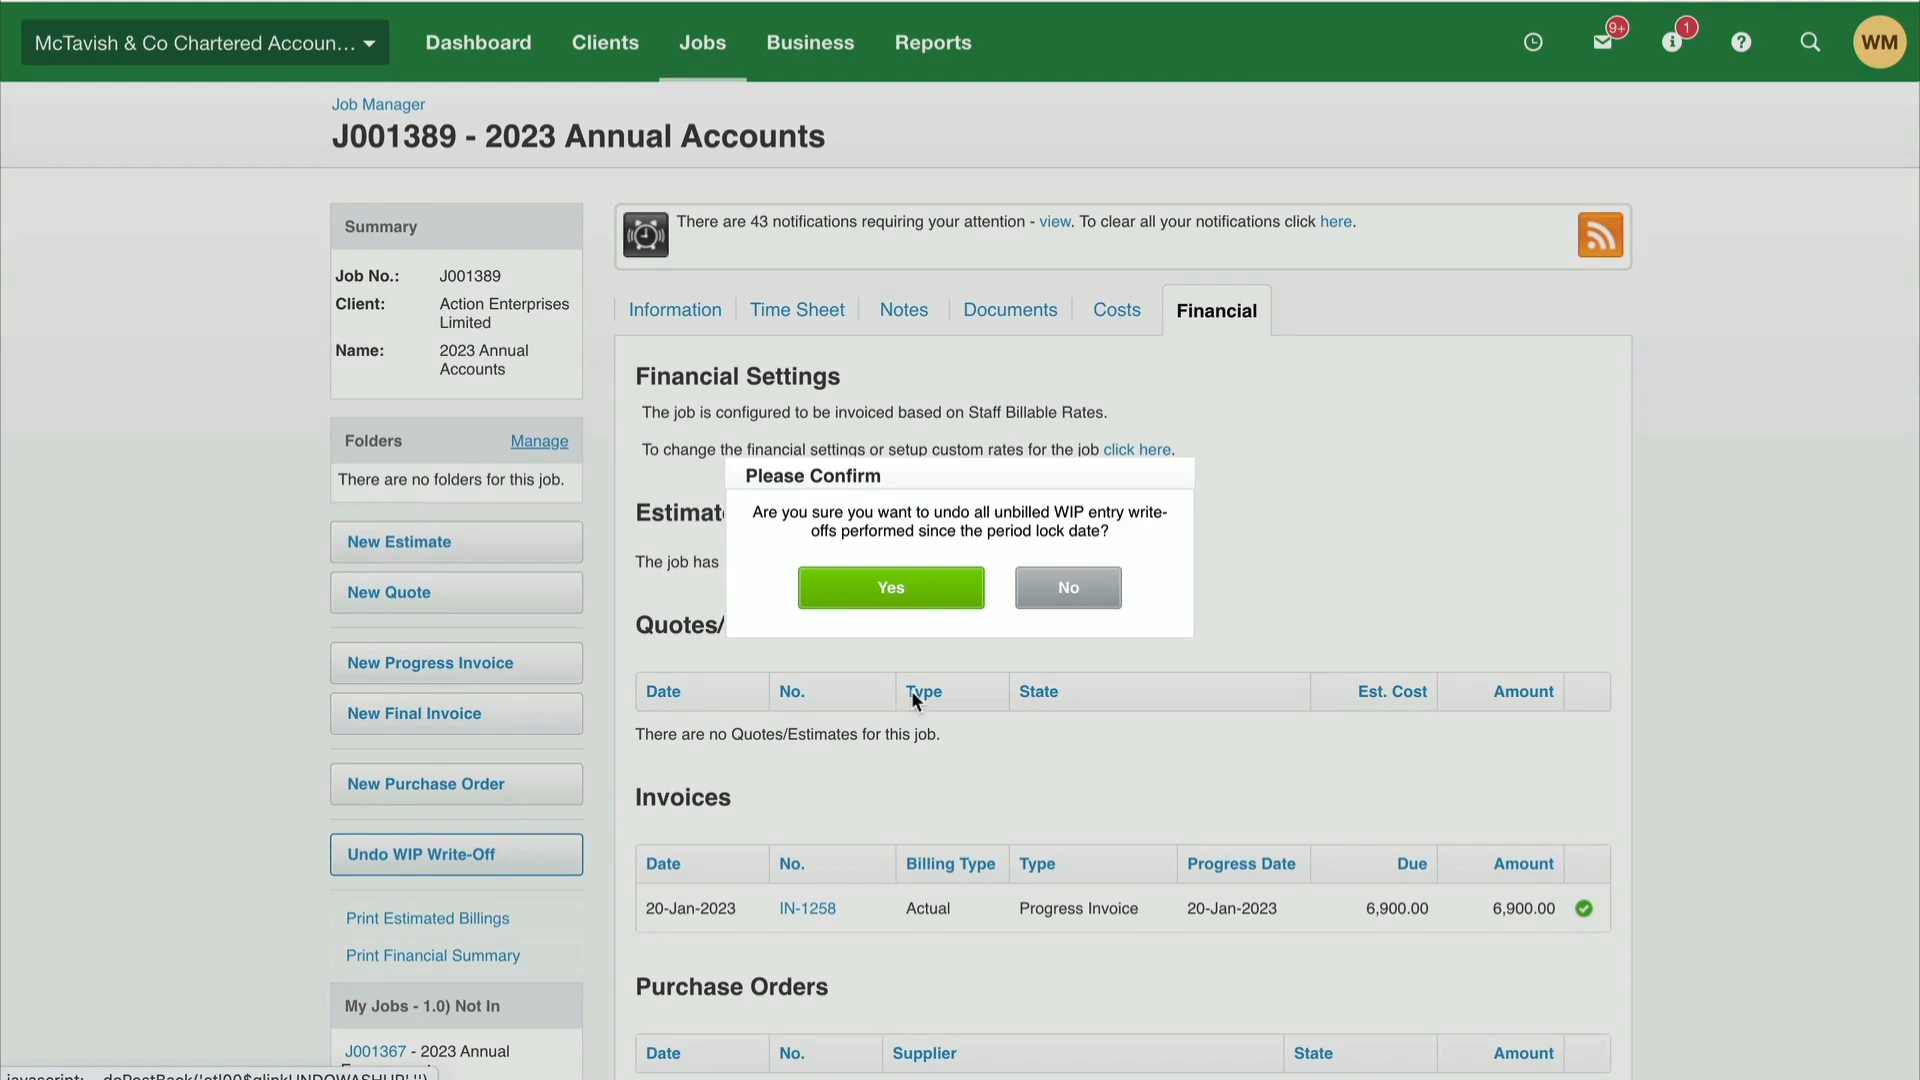 McTavish & Co Chartered Accoun...
Dashboard
Clients
Jobs
Business
Reports
9+
1
WM
Job Manager
J001389 - 2023 Annual Accounts
Summary
Job No.: J001389
Client: Action Enterprises
Limited
Name: 2023 Annual
Accounts
Folders Manage
There are no folders for this job.
New Estimate
New Quote
New Progress Invoice
New Final Invoice
New Purchase Order
Undo WIP Write-Off
Print Estimated Billings
Print Financial Summary
My Jobs - 1.0) Not In
J001367 - 2023 Annual
There are 43 notifications requiring your attention - view. To clear all your notifications click here.
Information Time Sheet Notes Documents Costs Financial
Financial Settings
The job is configured to be invoiced based on Staff Billable Rates.
To change the financial settings or setup custom rates for the job click here.
Please Confirm
Are you sure you want to undo all unbilled WIP entry write-
offs performed since the period lock date?
Yes No
Estimat
The job has
Quotes/
Date No. Type State Est. Cost Amount
There are no Quotes/Estimates for this job.
Invoices
Date No. Billing Type Type Progress Date Due Amount
20-Jan-2023 IN-1258 Actual Progress Invoice 20-Jan-2023 6,900.00 6,900.00
Purchase Orders
Date No. Supplier State Amount